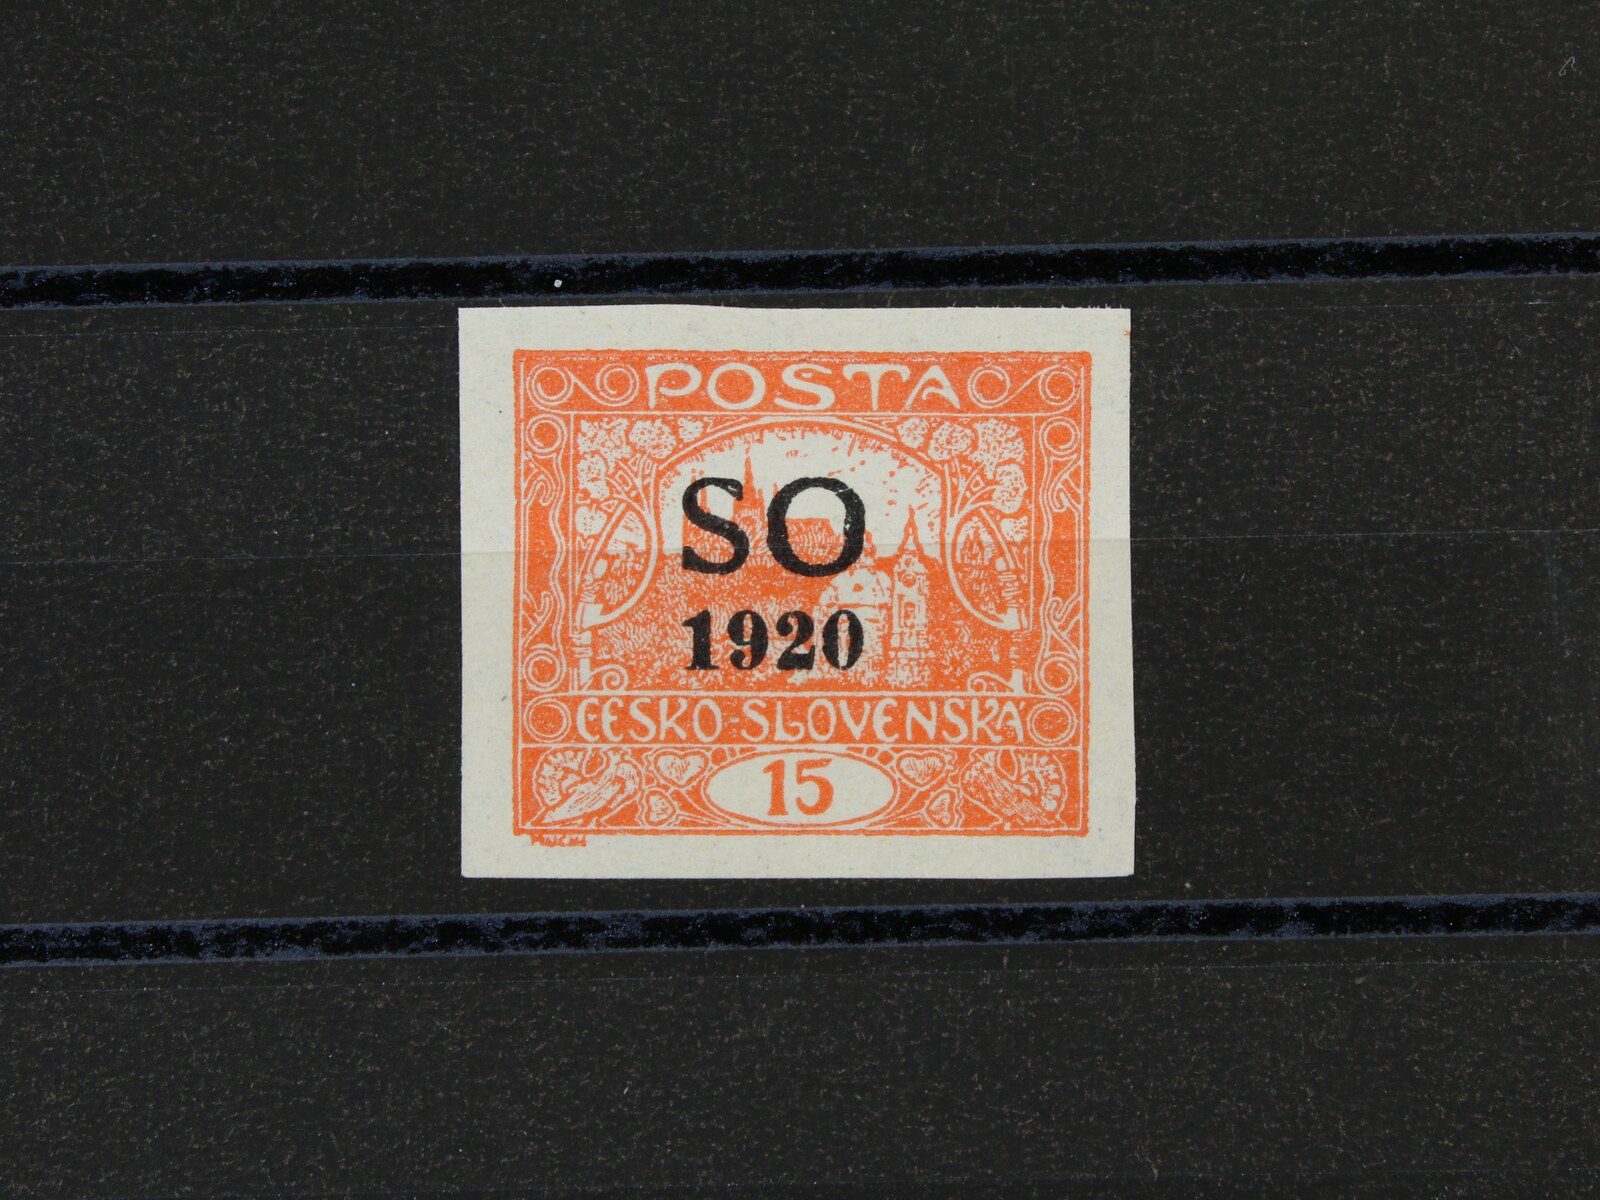 POSTA
SO
1920
ČESKO-SLOVENSKÁ
15